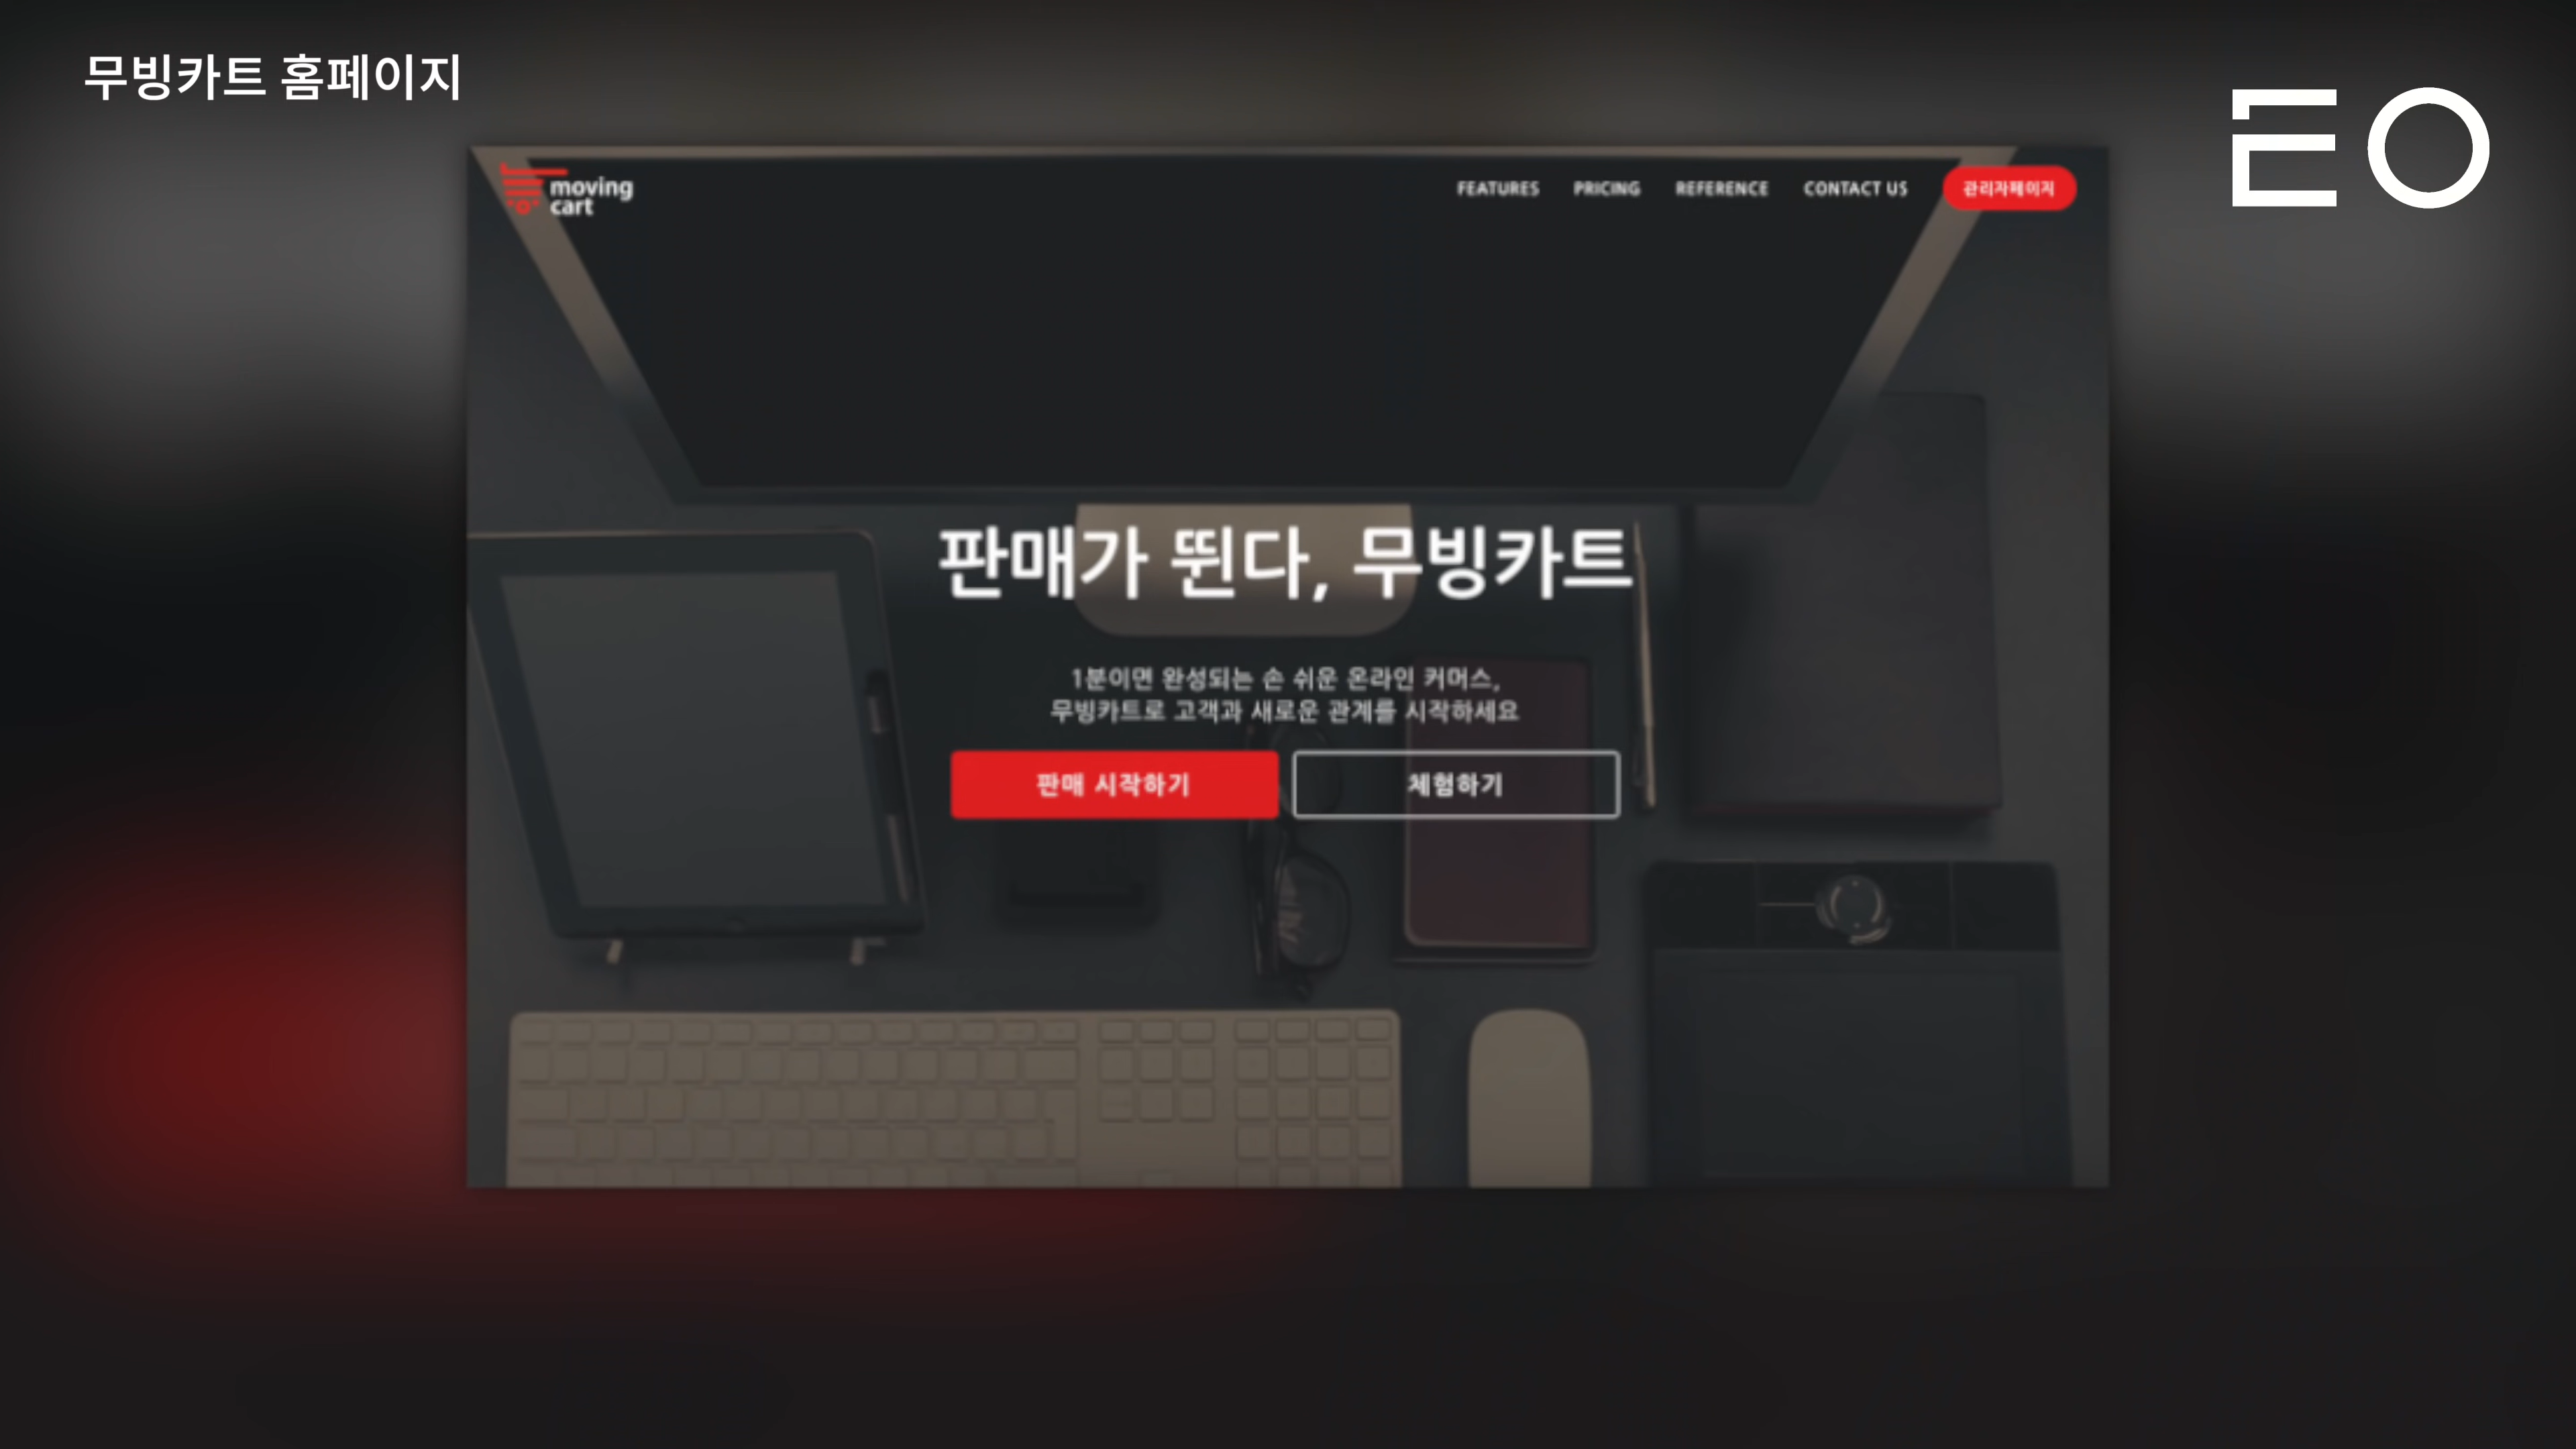 무빙카트 홈페이지
EO
moving
cart
FEATURES PRICING REFERENCE CONTACT US 관리자페이지
판매가 뛴다, 무빙카트
1분이면 완성되는 손 쉬운 온라인 커머스,
무빙카트로 고객과 새로운 관계를 시작하세요
판매 시작하기 체험하기